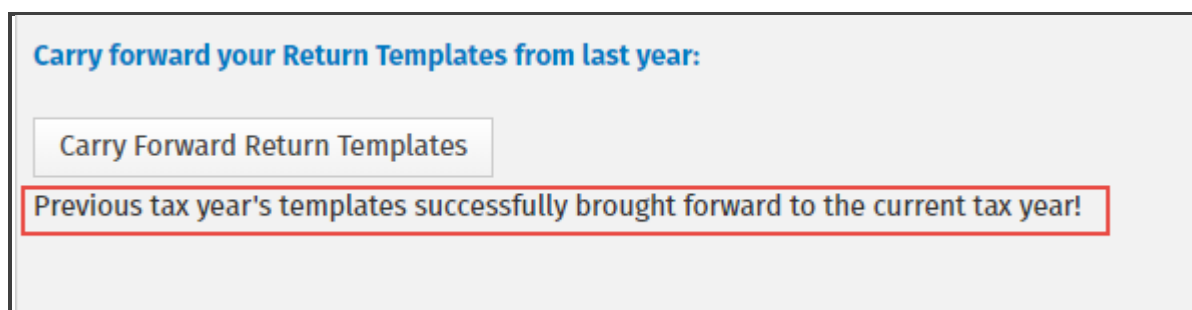 Carry forward your Return Templates from last year:
Carry Forward Return Templates
Previous tax year's templates successfully brought forward to the current tax year!